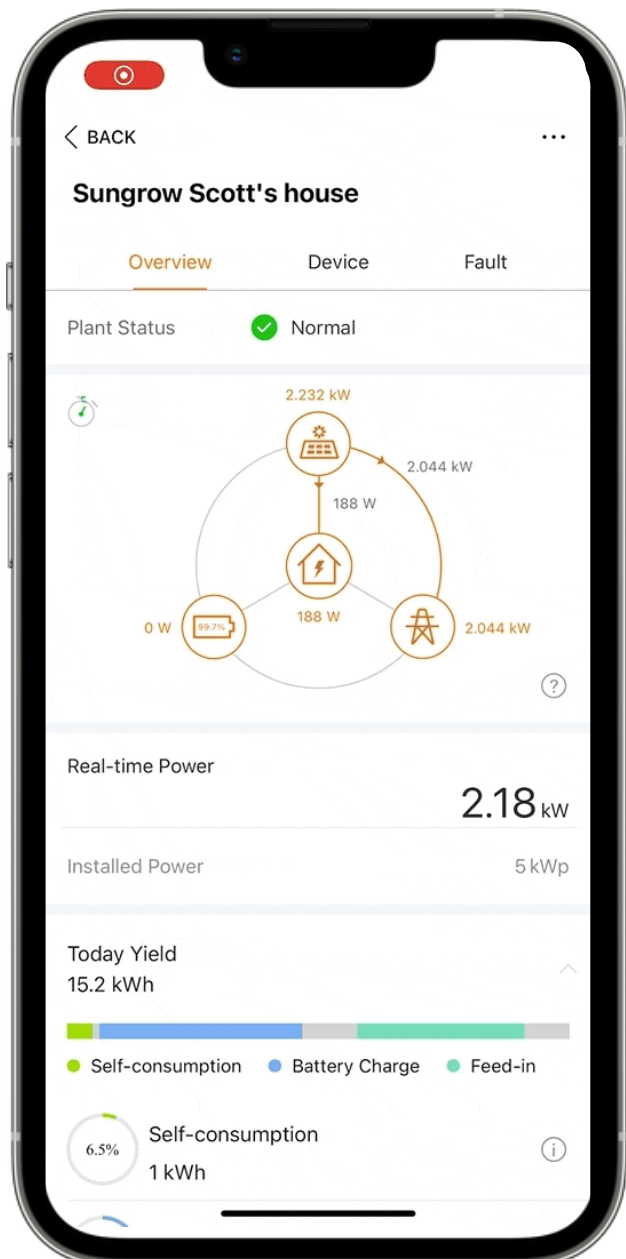 BACK
Sungrow Scott's house
Overview Device Fault
Plant Status Normal
2.232 kW
2.044 kW
188 W
0 W 99.7% 188 W 2.044 kW
?
Real-time Power
2.18 kW
Installed Power 5 kWp
Today Yield
15.2 kWh
Self-consumption Battery Charge Feed-in
6.5% Self-consumption
1 kWh